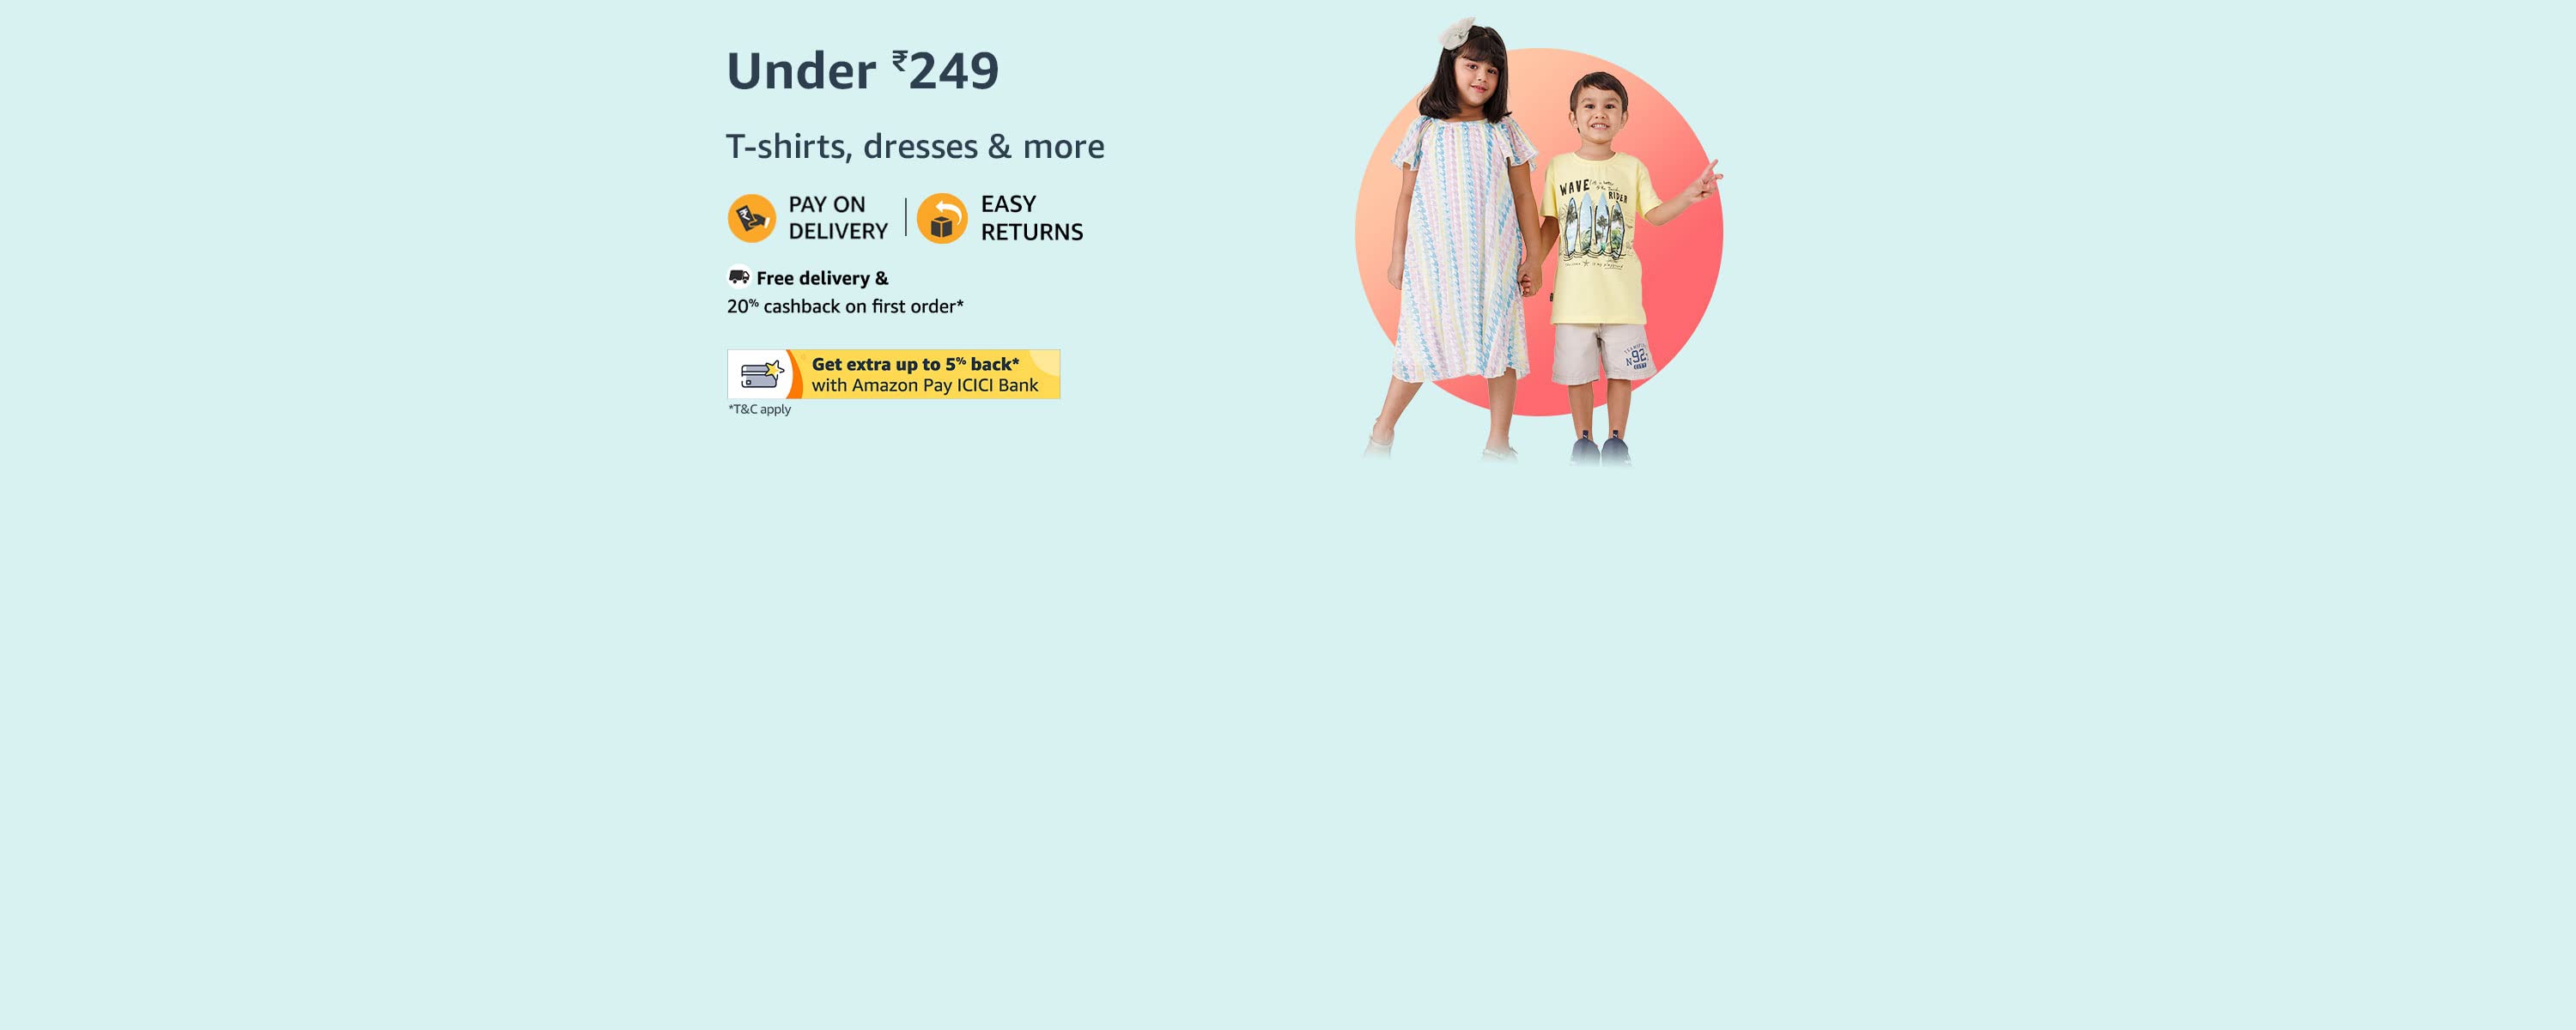 Under ₹249
T-shirts, dresses & more
PAY ON
DELIVERY
EASY
RETURNS
Free delivery &
20% cashback on first order*
Get extra up to 5% back*
with Amazon Pay ICICI Bank
*T&C apply
WAVE
RIDER
N92